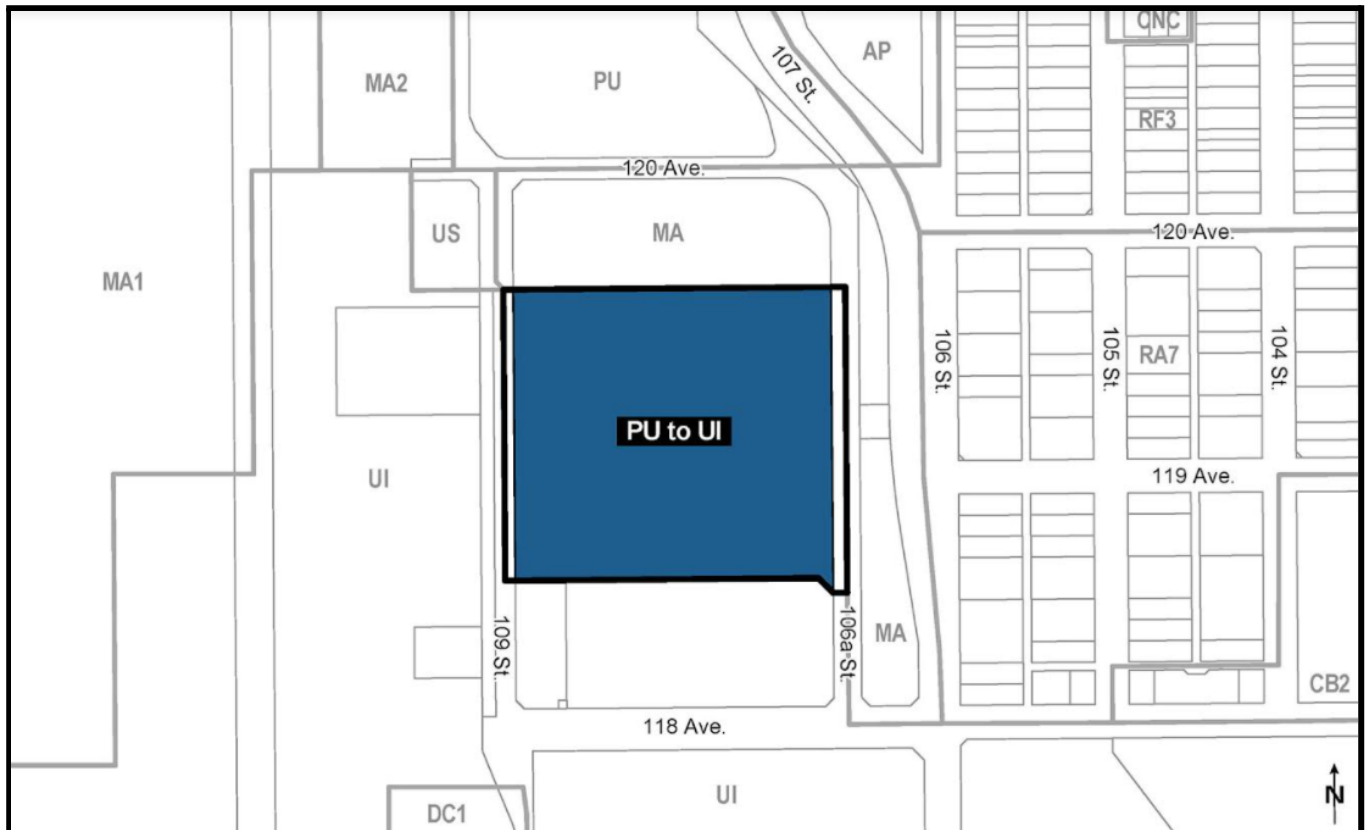 CNC
AP
107 St.
MA2
PU
RF3
120 Ave.
US
MA
120 Ave.
MA1
106 St.
105 St.
RA7
104 St.
PU to UI
UI
119 Ave.
109 St.
106a St.
MA
CB2
118 Ave.
UI
DC1
N